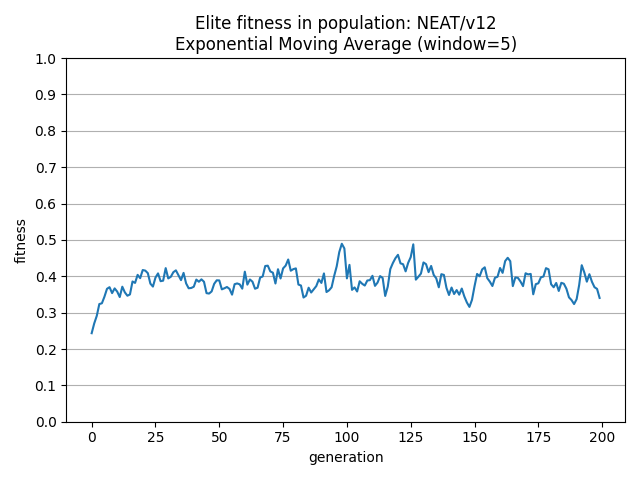 Elite fitness in population: NEAT/v12
Exponential Moving Average (window=5)
1.0
0.9
0.8
0.7
0.6
0.5
0.4
0.3
0.2
0.1
0.0
fitness
0 25 50 75 100 125 150 175 200
generation